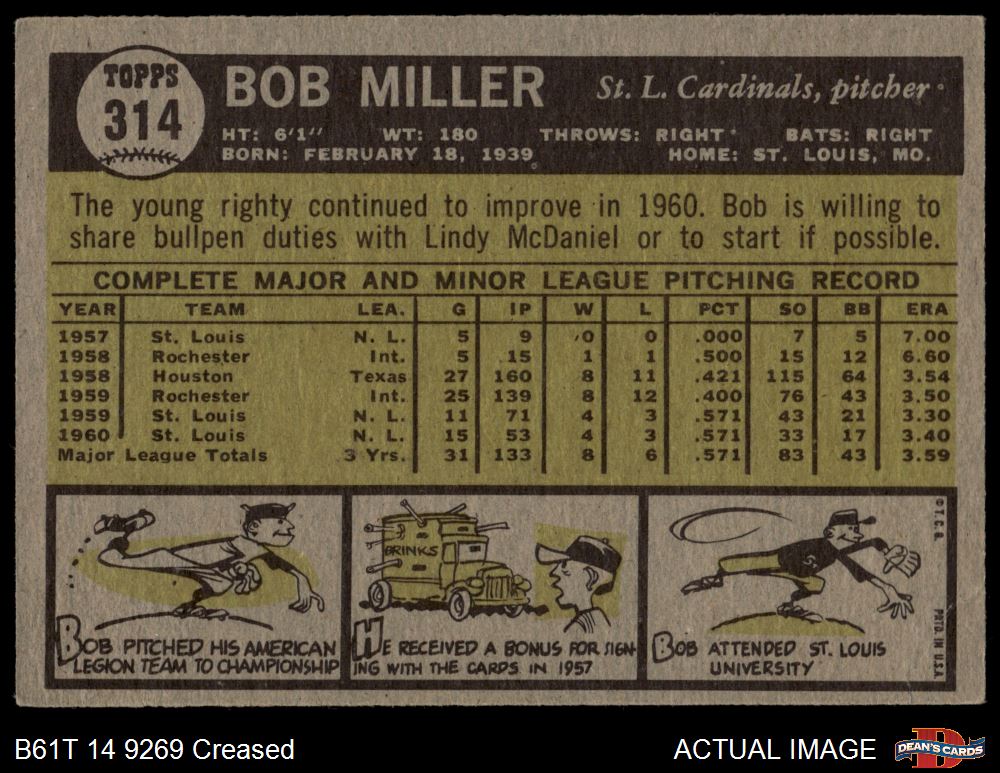 TOPPS
314
BOB MILLER
St. L. Cardinals, pitcher
HT: 6'1" WT: 180 THROWS: RIGHT BATS: RIGHT
BORN: FEBRUARY 18, 1939 HOME: ST. LOUIS, MO.
The young righty continued to improve in 1960. Bob is willing to
share bullpen duties with Lindy McDaniel or to start if possible.
COMPLETE MAJOR AND MINOR LEAGUE PITCHING RECORD
YEAR TEAM LEA. G IP W L PCT SO BB ERA
1957 St. Louis N. L. 5 9 0 0 .000 7 5 7.00
1958 Rochester Int. 5 15 1 1 .500 15 12 6.60
1958 Houston Texas 27 160 8 11 .421 115 64 3.54
1959 Rochester Int. 25 139 8 12 .400 76 43 3.50
1959 St. Louis N. L. 11 71 4 3 .571 43 21 3.30
1960 St. Louis N. L. 15 53 4 3 .571 33 17 3.40
Major League Totals 3 Yrs. 31 133 8 6 .571 83 43 3.59
BRINKS
BOB PITCHED HIS AMERICAN
LEGION TEAM TO CHAMPIONSHIP
HE RECEIVED A BONUS FOR SIGN-
ING WITH THE CARDS IN 1957
BOB ATTENDED ST. LOUIS
UNIVERSITY
© T. C. G.
PRTD. IN U.S.A.
B61T 14 9269 Creased
ACTUAL IMAGE
D
DEAN'S CARDS